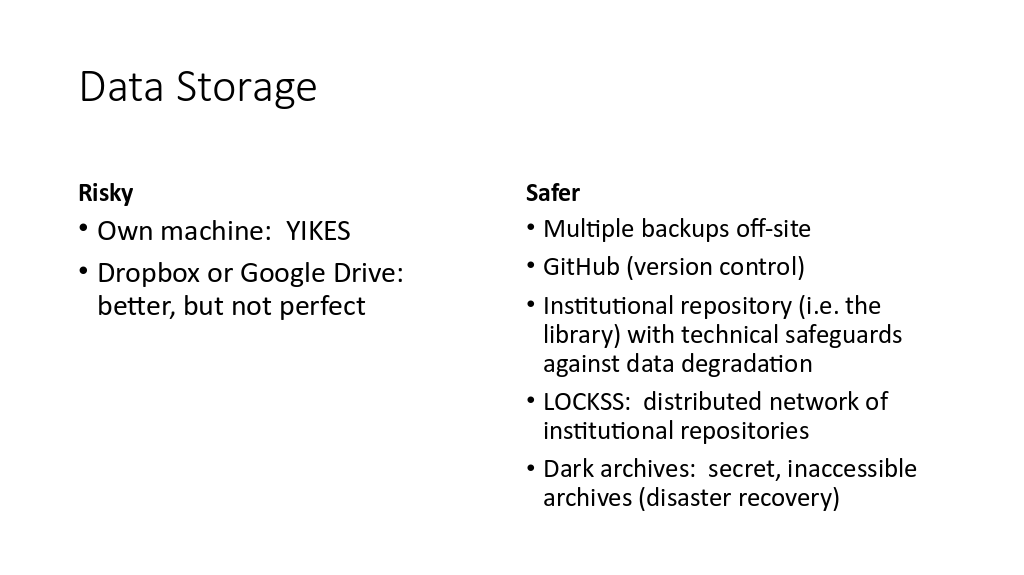 Data Storage
Risky
• Own machine:  YIKES
• Dropbox or Google Drive:
better, but not perfect
Safer
• Multiple backups off-site
• GitHub (version control)
• Institutional repository (i.e. the
library) with technical safeguards
against data degradation
• LOCKSS:  distributed network of
institutional repositories
• Dark archives:  secret, inaccessible
archives (disaster recovery)